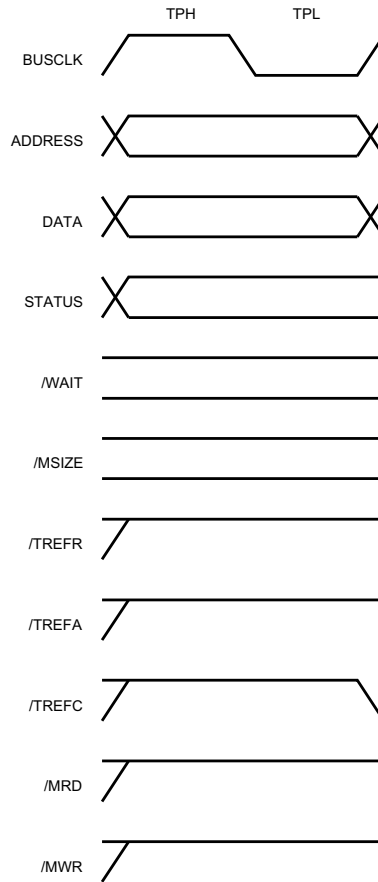 TPH TPL
BUSCLK
ADDRESS
DATA
STATUS
/WAIT
/MSIZE
/TREFR
/TREFA
/TREFC
/MRD
/MWR